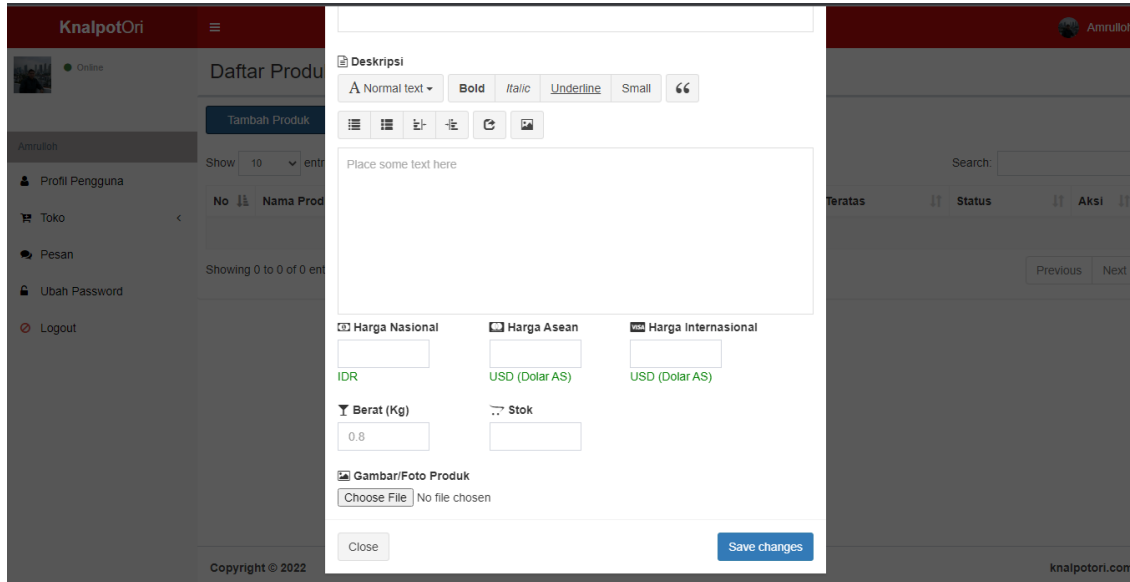 KnalpotOri
Amrulloh
Online
Daftar Produ
Tambah Produk
Amrulloh
Profil Pengguna
Toko
Pesan
Ubah Password
Logout
Show 10 entr
Search:
No Nama Prod
Teratas Status Aksi
Showing 0 to 0 of 0 ent
Previous Next
Deskripsi
A Normal text Bold Italic Underline Small
Place some text here
Harga Nasional Harga Asean VISA Harga Internasional
IDR USD (Dolar AS) USD (Dolar AS)
Berat (Kg) Stok
0.8
Gambar/Foto Produk
Choose File No file chosen
Close Save changes
Copyright © 2022 knalpotori.com